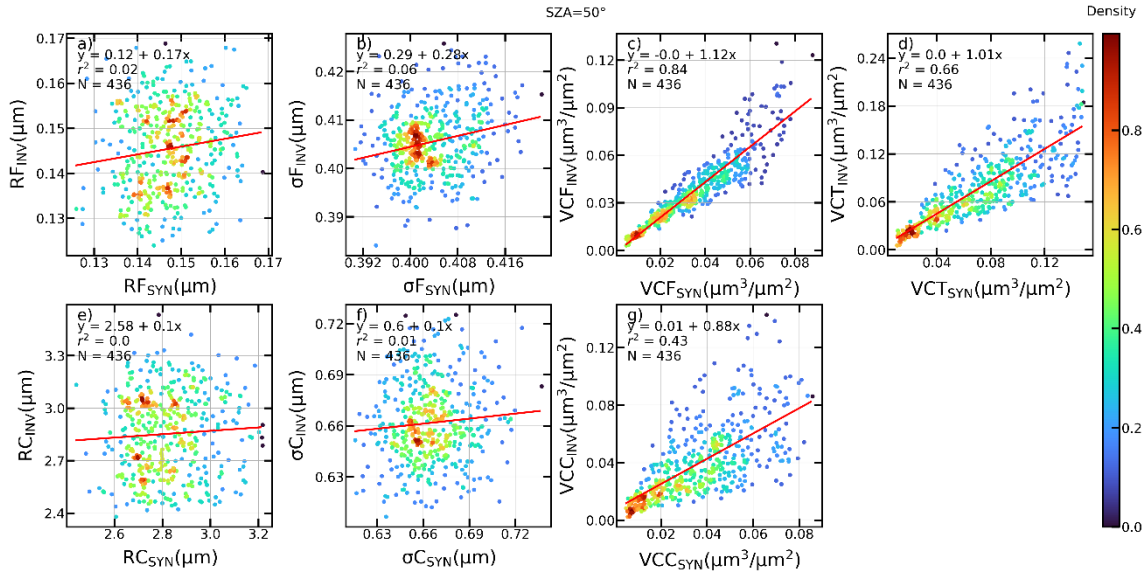 SZA=50°
Density
a)
y = 0.12 + 0.17x
r² = 0.02
N = 436
0.17
0.16
0.15
0.14
0.13
RF_INV(μm)
0.13 0.14 0.15 0.16 0.17
RF_SYN(μm)
b)
y = 0.29 + 0.28x
r² = 0.06
N = 436
0.42
0.41
0.40
0.39
σF_INV(μm)
0.392 0.400 0.408 0.416
σF_SYN(μm)
c)
y = -0.0 + 1.12x
r² = 0.84
N = 436
0.12
0.09
0.06
0.03
0.00
VCF_INV(μm³/μm²)
0.02 0.04 0.06 0.08
VCF_SYN(μm³/μm²)
d)
y = 0.0 + 1.01x
r² = 0.66
N = 436
0.24
0.18
0.12
0.06
0.00
VCT_INV(μm³/μm²)
0.04 0.08 0.12
VCT_SYN(μm³/μm²)
e)
y = 2.58 + 0.1x
r² = 0.0
N = 436
3.3
3.0
2.7
2.4
RC_INV(μm)
2.6 2.8 3.0 3.2
RC_SYN(μm)
f)
y = 0.6 + 0.1x
r² = 0.01
N = 436
0.72
0.69
0.66
0.63
σC_INV(μm)
0.63 0.66 0.69 0.72
σC_SYN(μm)
g)
y = 0.01 + 0.88x
r² = 0.43
N = 436
0.12
0.08
0.04
0.00
VCC_INV(μm³/μm²)
0.02 0.04 0.06 0.08
VCC_SYN(μm³/μm²)
0.8
0.6
0.4
0.2
0.0